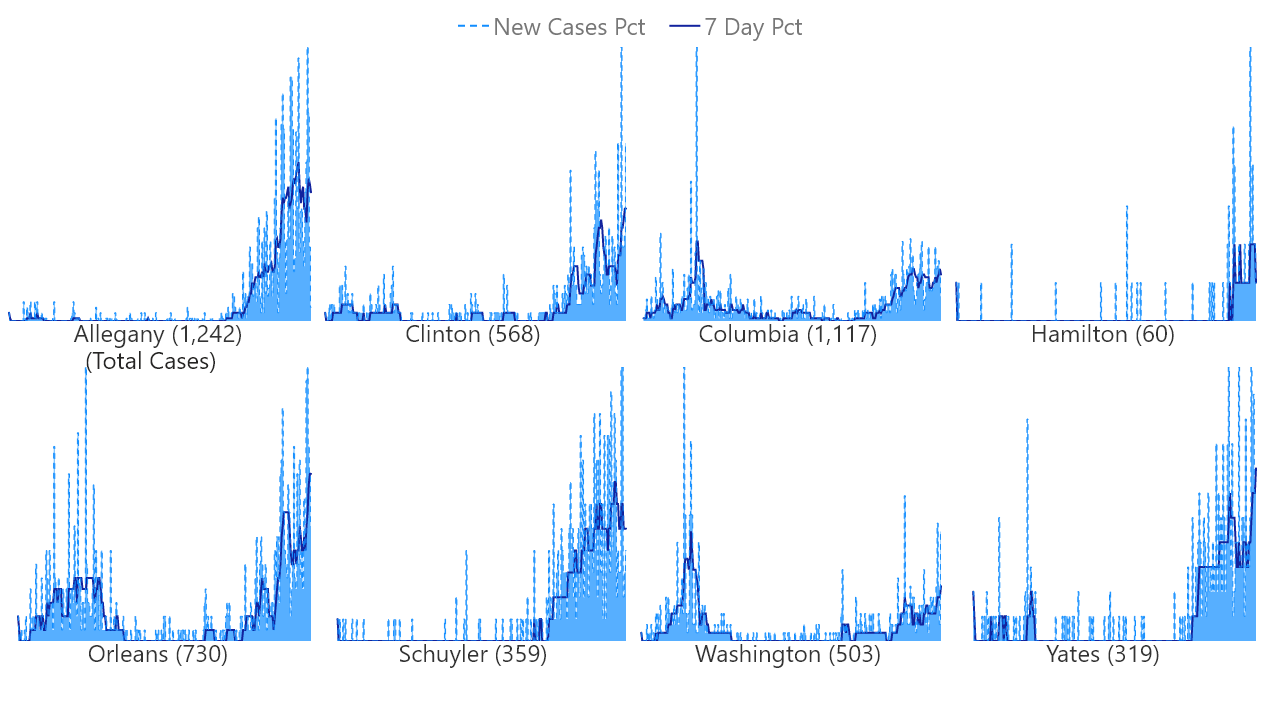 New Cases Pct 7 Day Pct
Allegany (1,242) Clinton (568) Columbia (1,117) Hamilton (60)
(Total Cases)
Orleans (730) Schuyler (359) Washington (503) Yates (319)